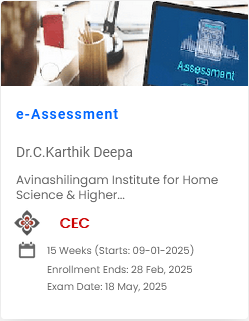 Assessment
e-Assessment
Dr.C.Karthik Deepa
Avinashilingam Institute for Home
Science & Higher...
CEC
15 Weeks (Starts: 09-01-2025)
Enrollment Ends: 28 Feb, 2025
Exam Date: 18 May, 2025